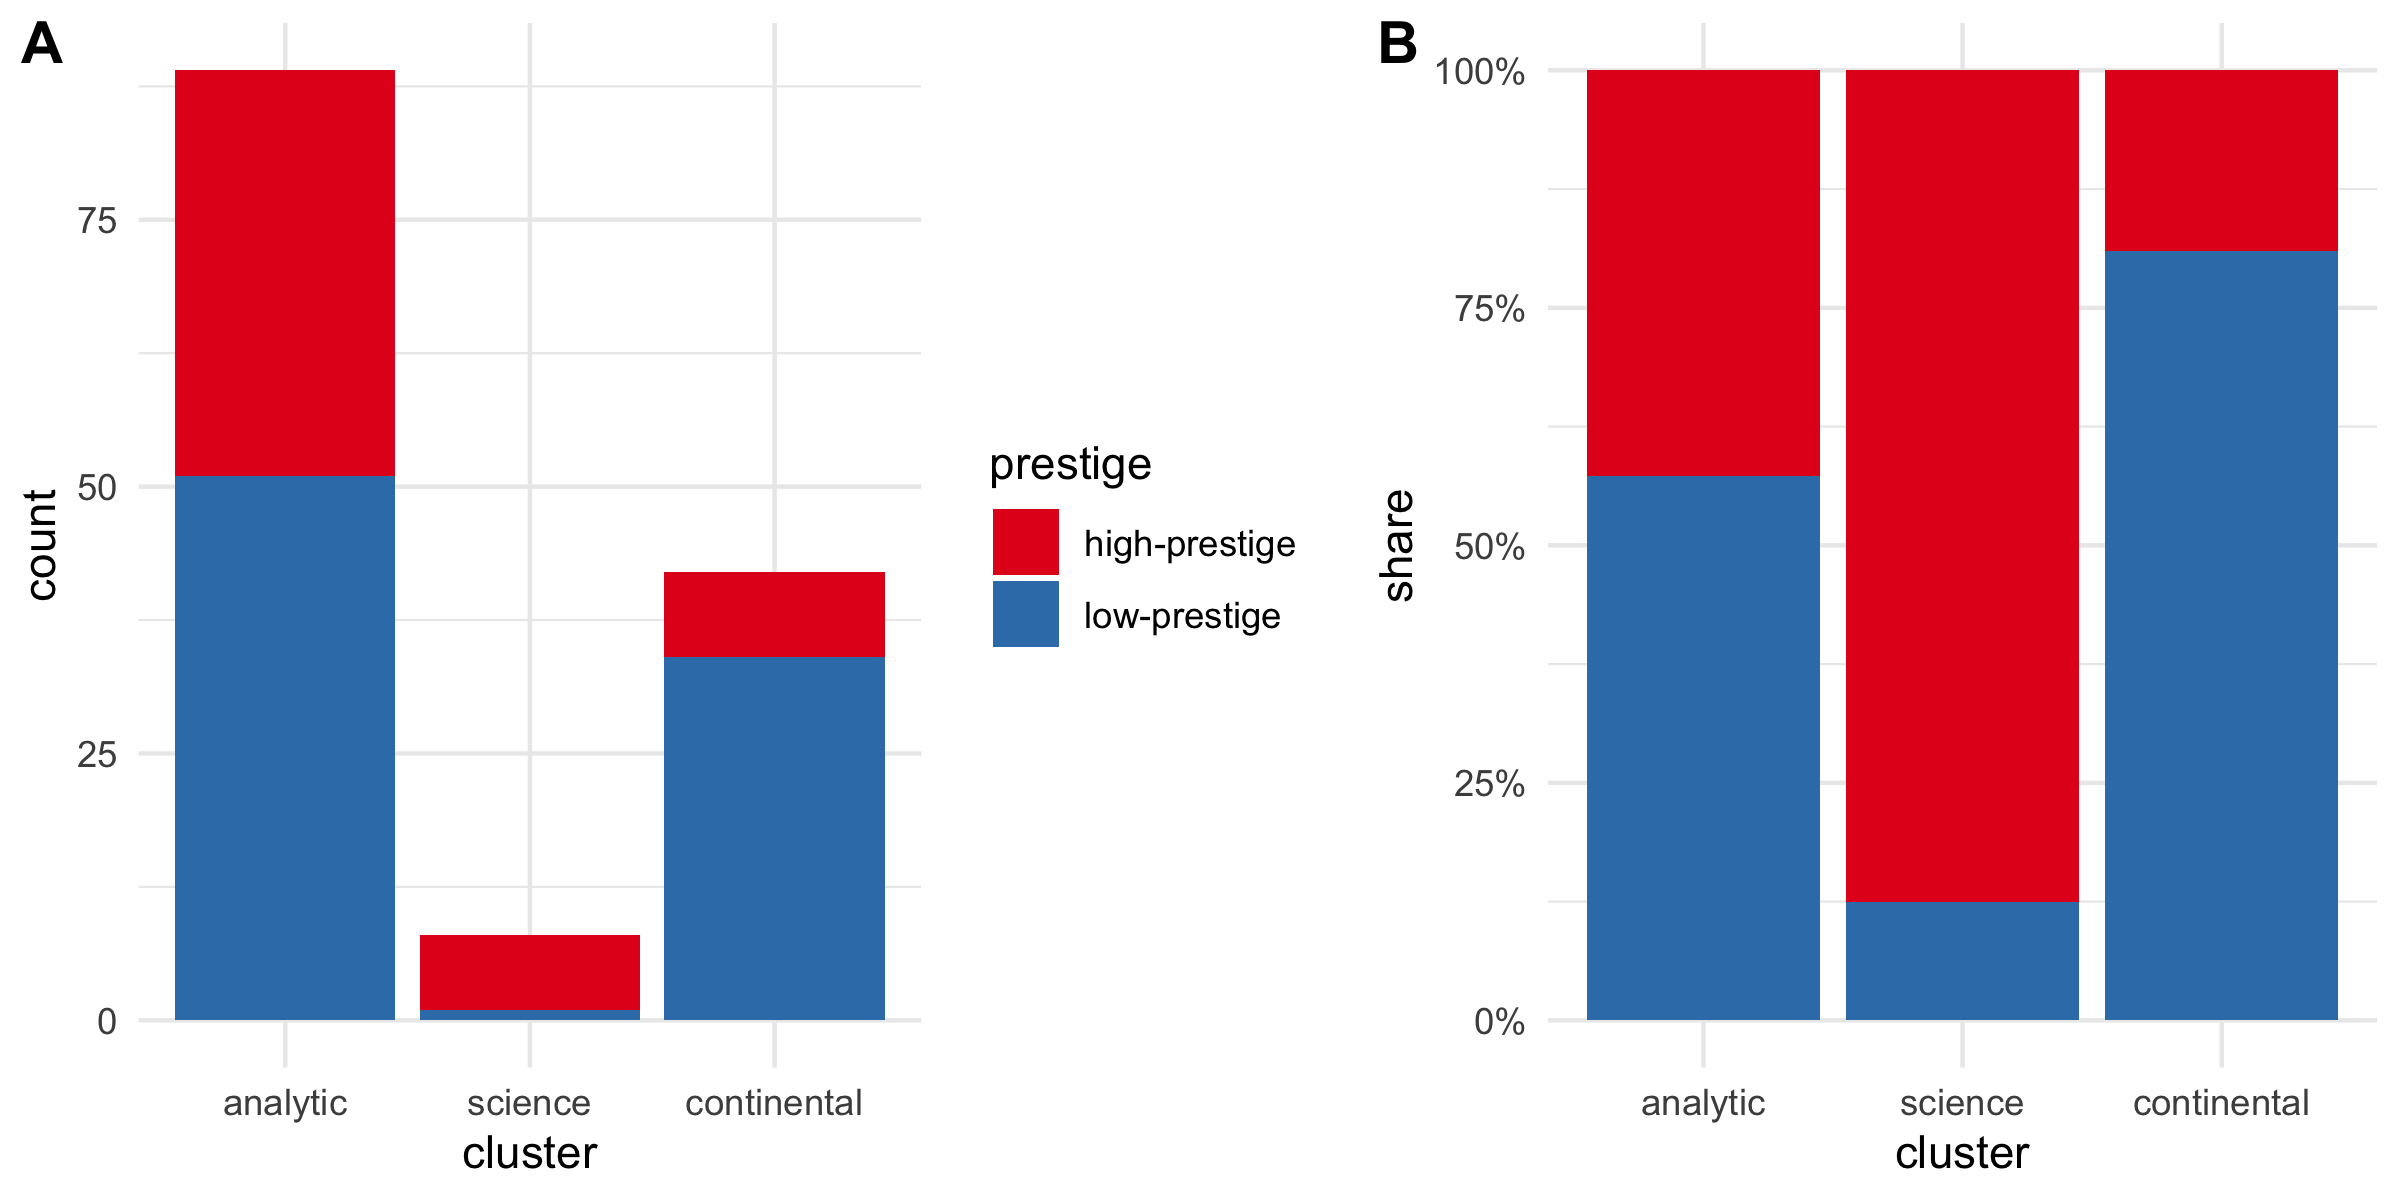 A
count
75
50
25
0
analytic science continental
cluster
prestige
high-prestige
low-prestige
B
share
100%
75%
50%
25%
0%
analytic science continental
cluster